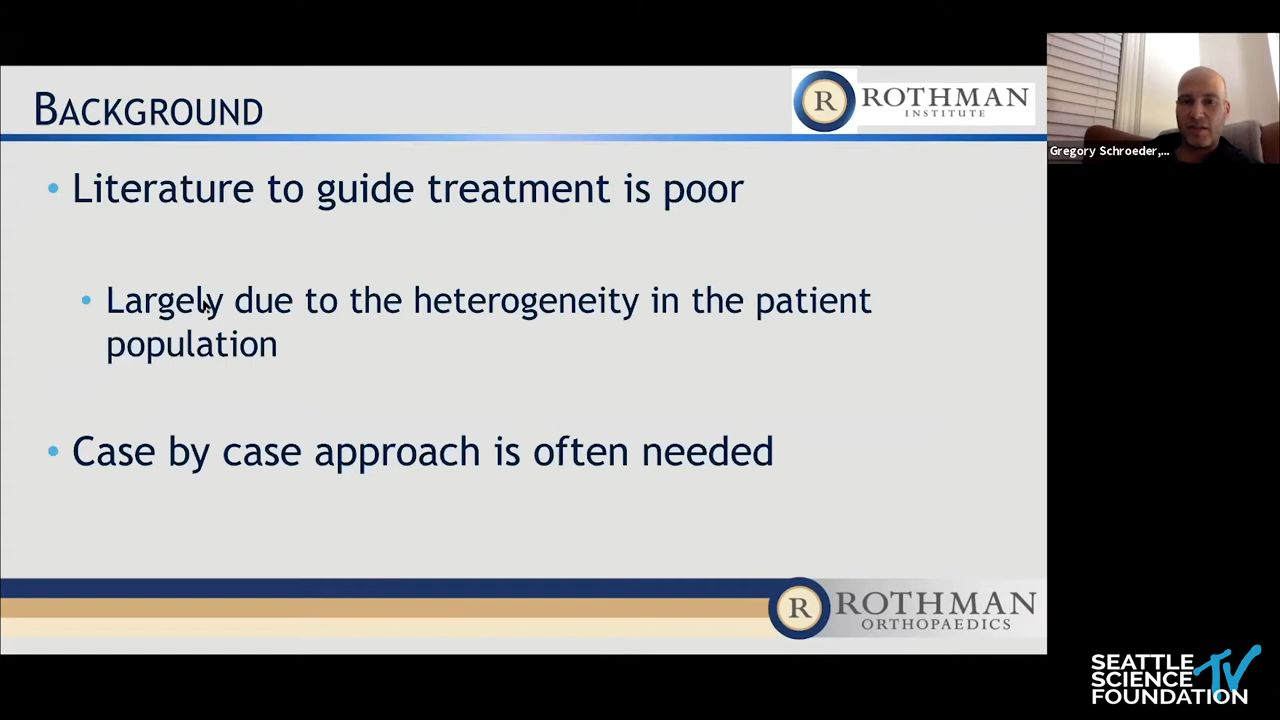 BACKGROUND
R ROTHMAN
INSTITUTE
Gregory Schroeder,...
• Literature to guide treatment is poor
• Largely due to the heterogeneity in the patient
population
• Case by case approach is often needed
R ROTHMAN
ORTHOPAEDICS
SEATTLE
SCIENCE TV
FOUNDATION